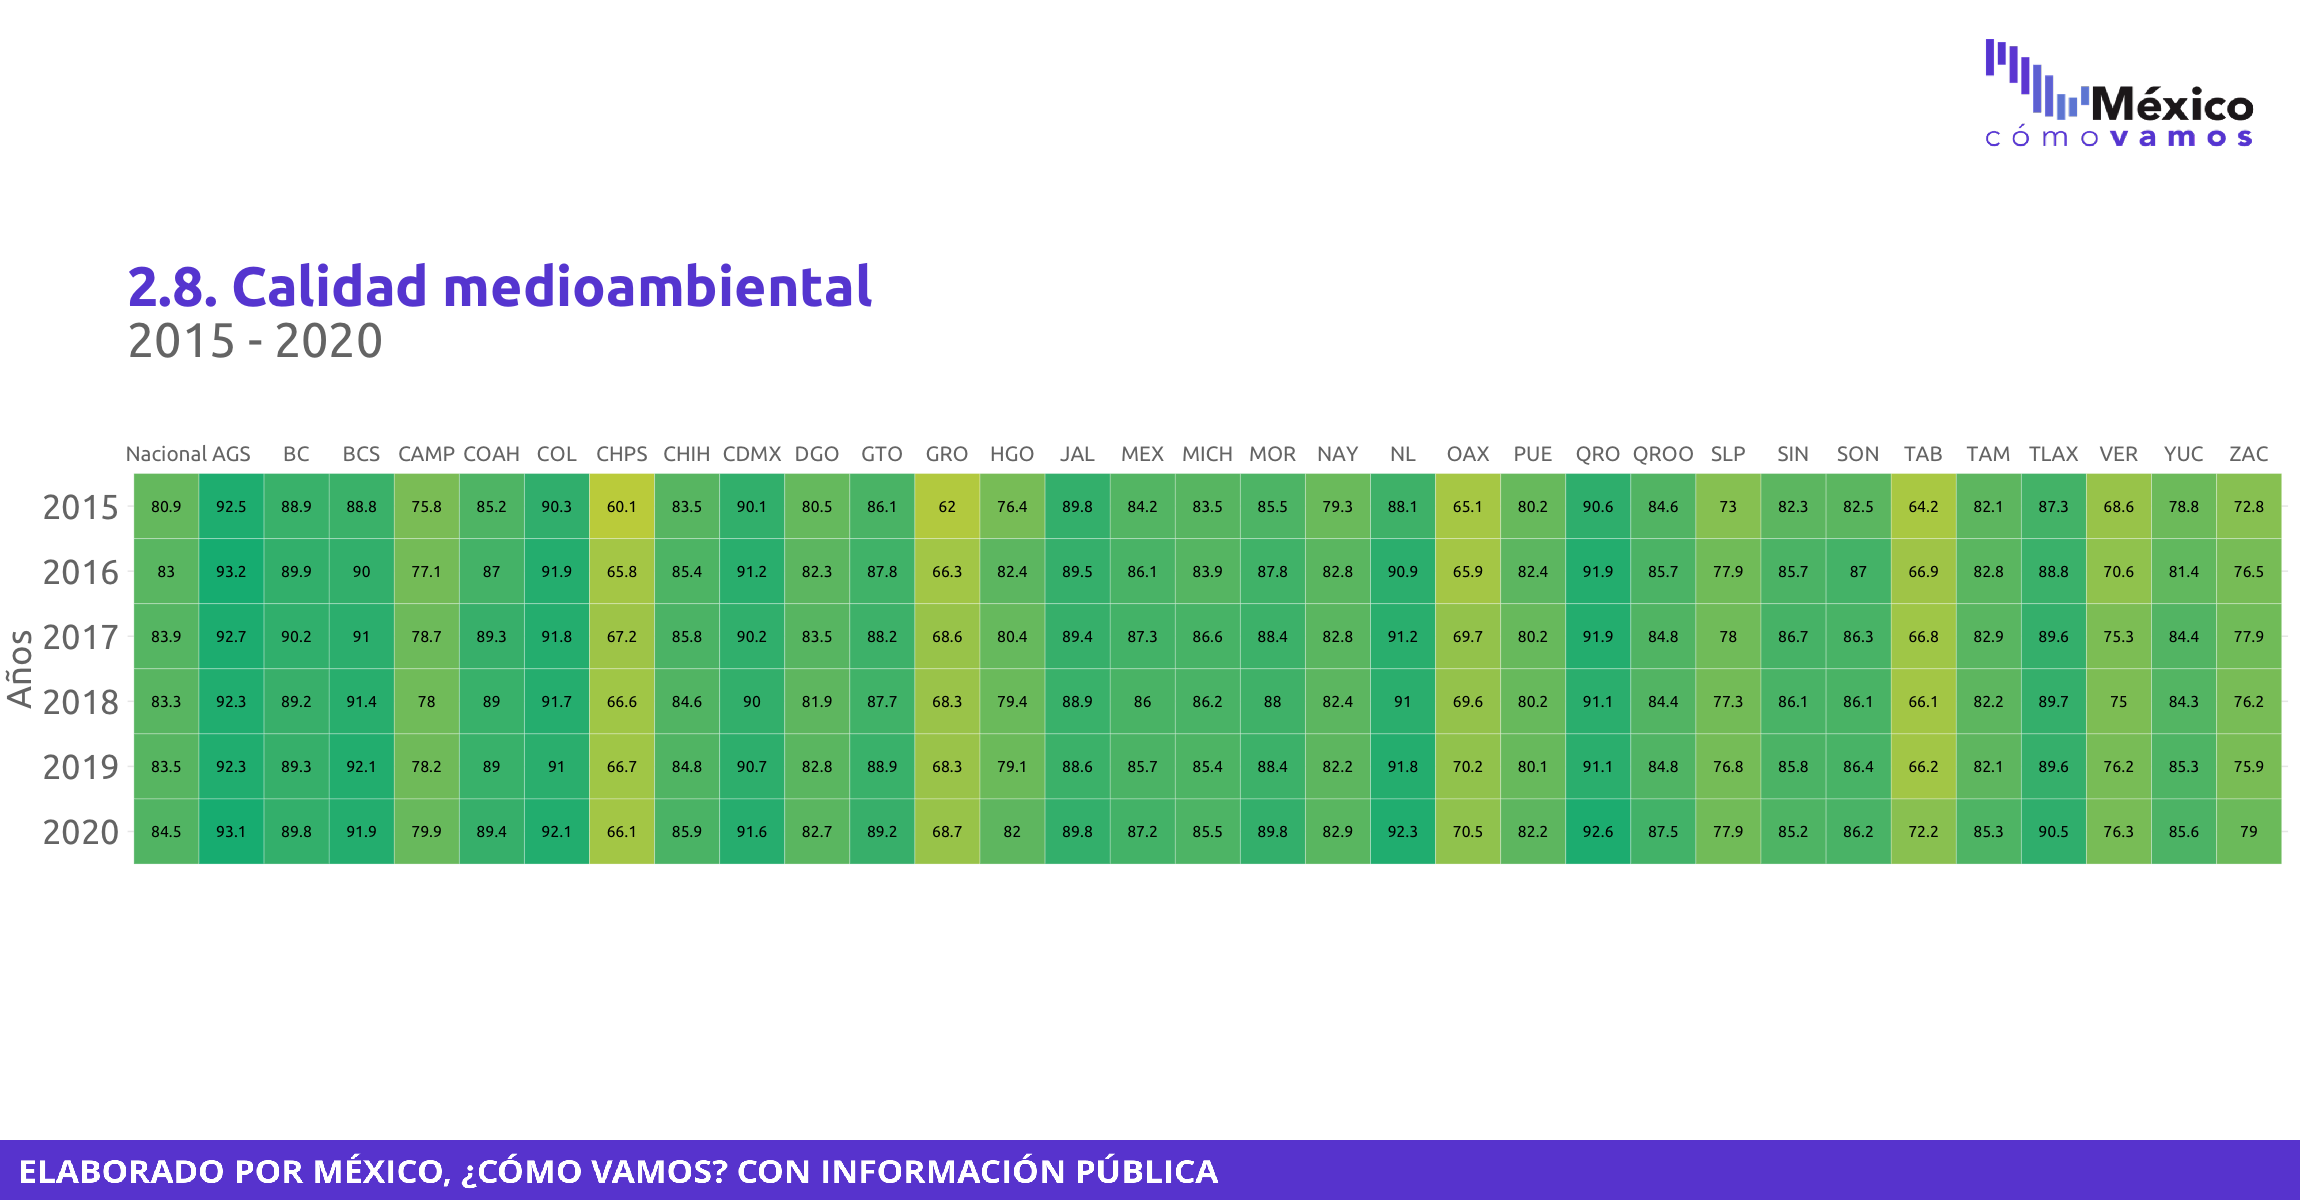 México
cómovamos
2.8. Calidad medioambiental
2015 - 2020
Nacional AGS BC BCS CAMP COAH COL CHPS CHIH CDMX DGO GTO GRO HGO JAL MEX MICH MOR NAY NL OAX PUE QRO QROO SLP SIN SON TAB TAM TLAX VER YUC ZAC
2015 80.9 92.5 88.9 88.8 75.8 85.2 90.3 60.1 83.5 90.1 80.5 86.1 62 76.4 89.8 84.2 83.5 85.5 79.3 88.1 65.1 80.2 90.6 84.6 73 82.3 82.5 64.2 82.1 87.3 68.6 78.8 72.8
2016 83 93.2 89.9 90 77.1 87 91.9 65.8 85.4 91.2 82.3 87.8 66.3 82.4 89.5 86.1 83.9 87.8 82.8 90.9 65.9 82.4 91.9 85.7 77.9 85.7 87 66.9 82.8 88.8 70.6 81.4 76.5
2017 83.9 92.7 90.2 91 78.7 89.3 91.8 67.2 85.8 90.2 83.5 88.2 68.6 80.4 89.4 87.3 86.6 88.4 82.8 91.2 69.7 80.2 91.9 84.8 78 86.7 86.3 66.8 82.9 89.6 75.3 84.4 77.9
2018 83.3 92.3 89.2 91.4 78 89 91.7 66.6 84.6 90 81.9 87.7 68.3 79.4 88.9 86 86.2 88 82.4 91 69.6 80.2 91.1 84.4 77.3 86.1 86.1 66.1 82.2 89.7 75 84.3 76.2
2019 83.5 92.3 89.3 92.1 78.2 89 91 66.7 84.8 90.7 82.8 88.9 68.3 79.1 88.6 85.7 85.4 88.4 82.2 91.8 70.2 80.1 91.1 84.8 76.8 85.8 86.4 66.2 82.1 89.6 76.2 85.3 75.9
2020 84.5 93.1 89.8 91.9 79.9 89.4 92.1 66.1 85.9 91.6 82.7 89.2 68.7 82 89.8 87.2 85.5 89.8 82.9 92.3 70.5 82.2 92.6 87.5 77.9 85.2 86.2 72.2 85.3 90.5 76.3 85.6 79
Años
ELABORADO POR MÉXICO, ¿CÓMO VAMOS? CON INFORMACIÓN PÚBLICA